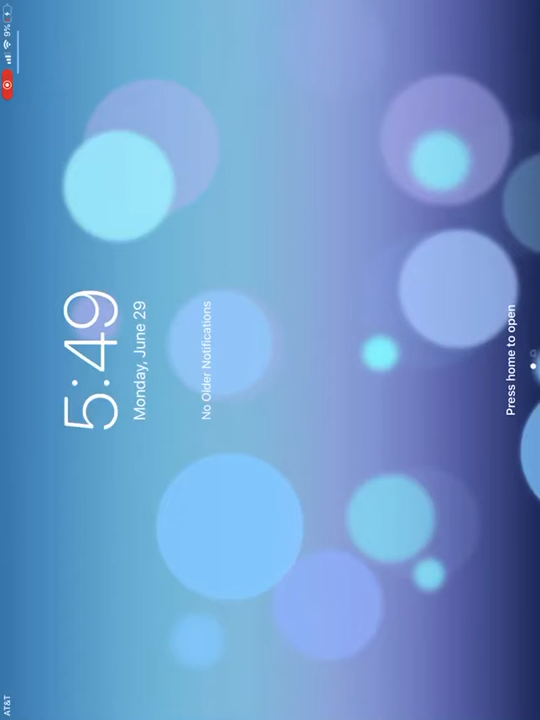 AT&T
9%
5:49
Monday, June 29
No Older Notifications
Press home to open